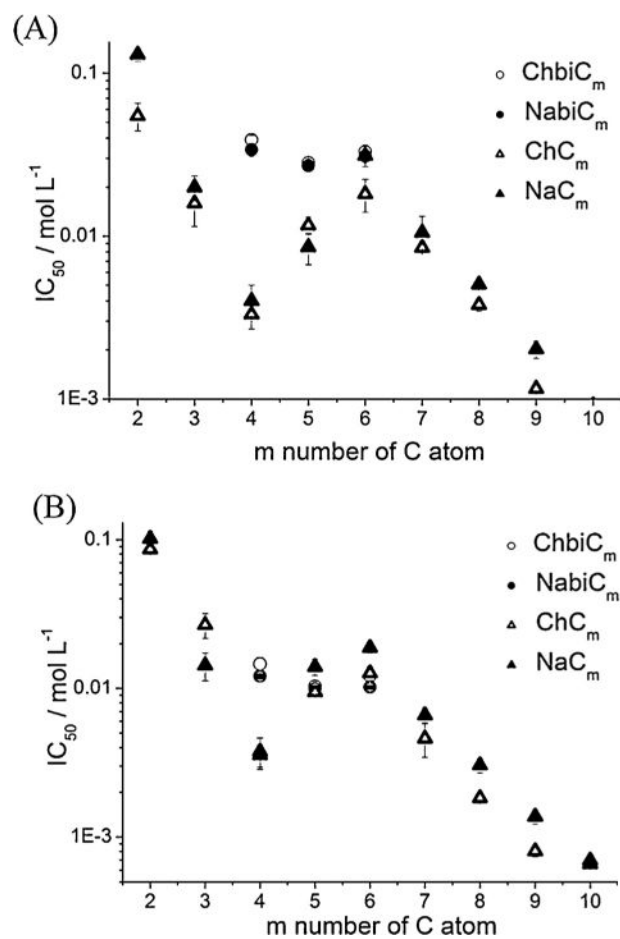 (A)
0.1
0.01
1E-3
IC₅₀ / mol L⁻¹
ChbiCₘ
NabiCₘ
ChCₘ
NaCₘ
2 3 4 5 6 7 8 9 10
m number of C atom
(B)
0.1
0.01
1E-3
IC₅₀ / mol L⁻¹
ChbiCₘ
NabiCₘ
ChCₘ
NaCₘ
2 3 4 5 6 7 8 9 10
m number of C atom